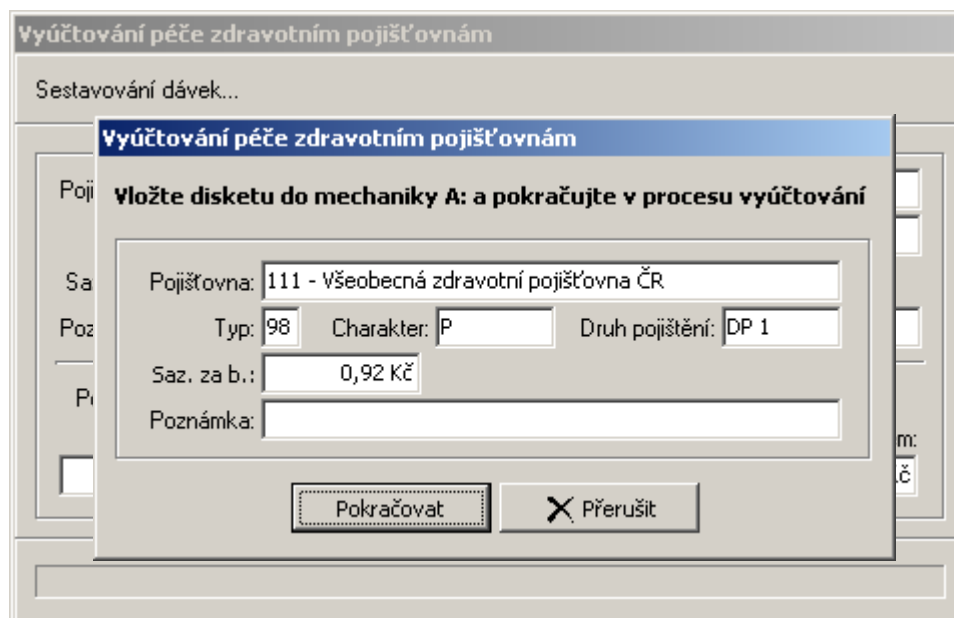 Vyúčtování péče zdravotním pojišťovnám
Sestavování dávek...
Vyúčtování péče zdravotním pojišťovnám
Vložte disketu do mechaniky A: a pokračujte v procesu vyúčtování
Pojišťovna: 111 - Všeobecná zdravotní pojišťovna ČR
Typ: 98 Charakter: P Druh pojištění: DP 1
Saz. za b.: 0,92 Kč
Poznámka:
Pokračovat Přerušit